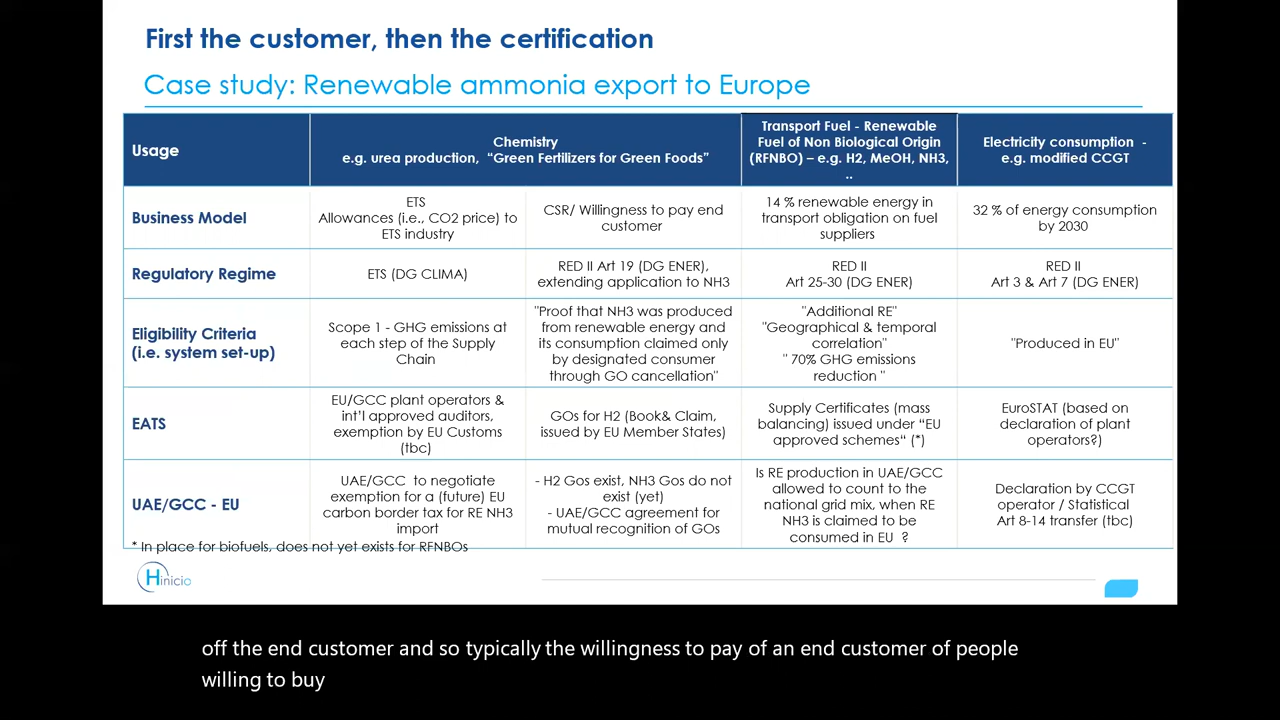 First the customer, then the certification
Case study: Renewable ammonia export to Europe
Usage
Chemistry
e.g. urea production, “Green Fertilizers for Green Foods”
Transport Fuel - Renewable
Fuel of Non Biological Origin
(RFNBO) – e.g. H2, MeOH, NH3,
..
Electricity consumption -
e.g. modified CCGT
Business Model
ETS
Allowances (i.e., CO2 price) to
ETS industry
CSR/ Willingness to pay end
customer
14 % renewable energy in
transport obligation on fuel
suppliers
32 % of energy consumption
by 2030
Regulatory Regime
ETS (DG CLIMA)
RED II Art 19 (DG ENER),
extending application to NH3
RED II
Art 25-30 (DG ENER)
RED II
Art 3 & Art 7 (DG ENER)
Eligibility Criteria
(i.e. system set-up)
Scope 1 - GHG emissions at
each step of the Supply
Chain
"Proof that NH3 was produced
from renewable energy and
its consumption claimed only
by designated consumer
through GO cancellation"
"Additional RE"
"Geographical & temporal
correlation"
" 70% GHG emissions
reduction "
"Produced in EU"
EATS
EU/GCC plant operators &
int’l approved auditors,
exemption by EU Customs
(tbc)
GOs for H2 (Book& Claim,
issued by EU Member States)
Supply Certificates (mass
balancing) issued under “EU
approved schemes“ (*)
EuroSTAT (based on
declaration of plant
operators?)
UAE/GCC - EU
UAE/GCC to negotiate
exemption for a (future) EU
carbon border tax for RE NH3
import
- H2 Gos exist, NH3 Gos do not
exist (yet)
- UAE/GCC agreement for
mutual recognition of GOs
Is RE production in UAE/GCC
allowed to count to the
national grid mix, when RE
NH3 is claimed to be
consumed in EU ?
Declaration by CCGT
operator / Statistical
Art 8-14 transfer (tbc)
* In place for biofuels, does not yet exists for RFNBOs
Hinicio
off the end customer and so typically the willingness to pay of an end customer of people
willing to buy